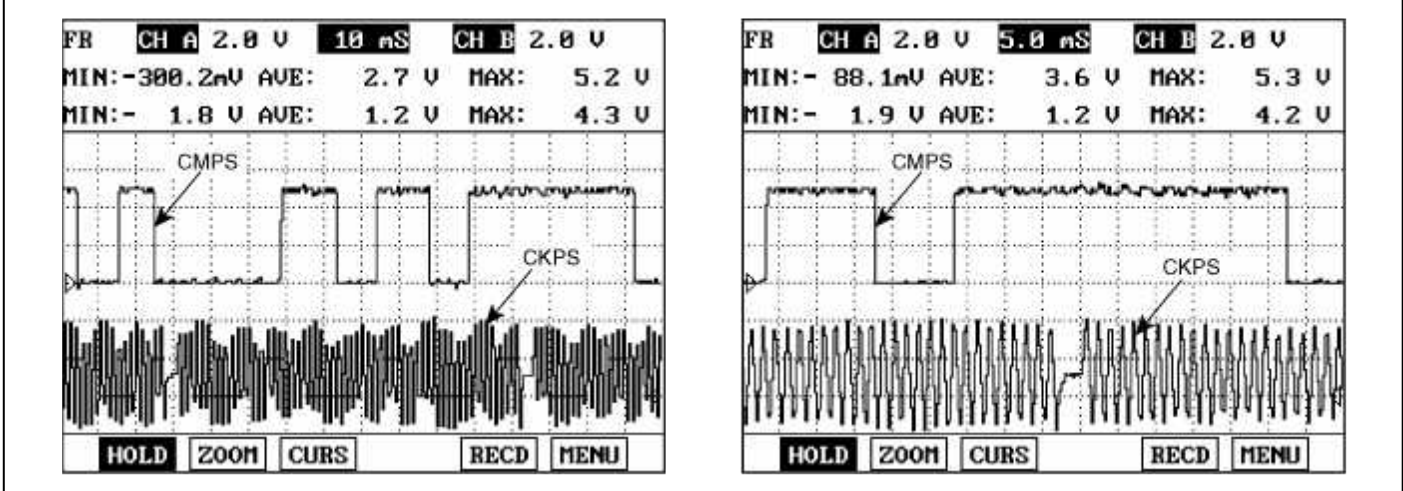 FR CH A 2.0 V 10 mS CH B 2.0 V
MIN:-300.2mV AVE: 2.7 V MAX: 5.2 V
MIN:- 1.8 V AVE: 1.2 V MAX: 4.3 V
CMPS
CKPS
HOLD ZOOM CURS RECD MENU
FR CH A 2.0 V 5.0 mS CH B 2.0 V
MIN:- 88.1mV AVE: 3.6 V MAX: 5.3 V
MIN:- 1.9 V AVE: 1.2 V MAX: 4.2 V
CMPS
CKPS
HOLD ZOOM CURS RECD MENU